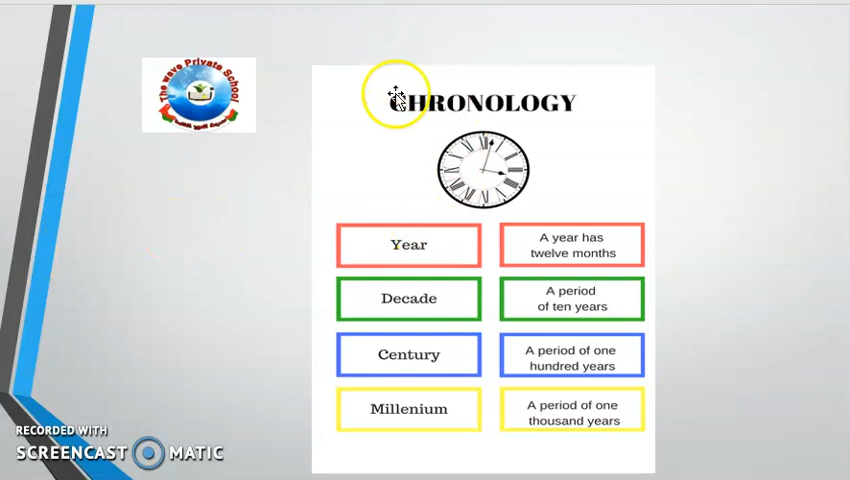 The wave Private School
CHRONOLOGY
Year
A year has
twelve months
Decade
A period
of ten years
Century
A period of one
hundred years
Millenium
A period of one
thousand years
RECORDED WITH
SCREENCAST MATIC